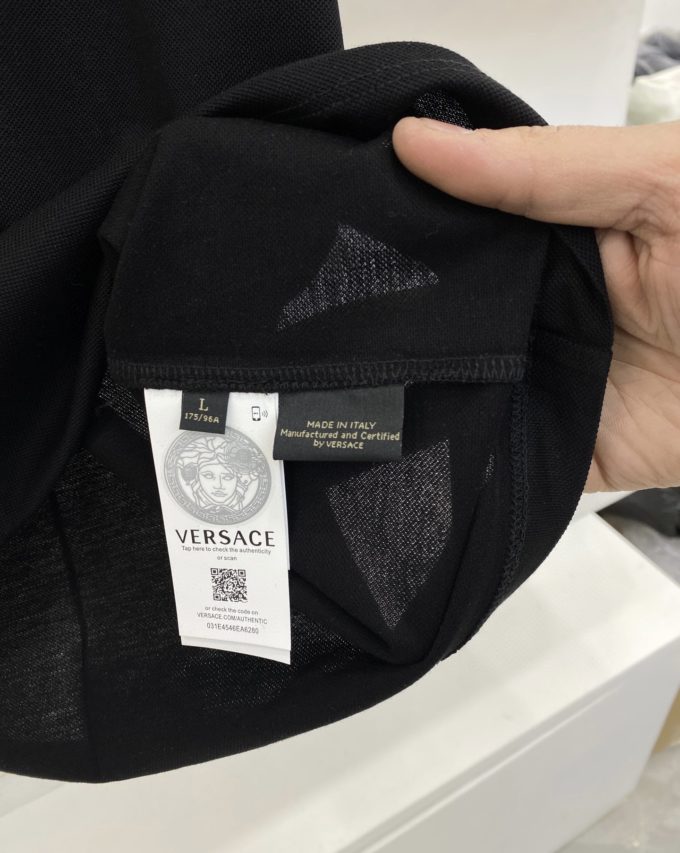 L
175/96A
MADE IN ITALY
Manufactured and Certified
by VERSACE
VERSACE
Tap here to check the authenticity
or scan
or check the code on
VERSACE.COM/AUTHENTIC
031E4546EA6280